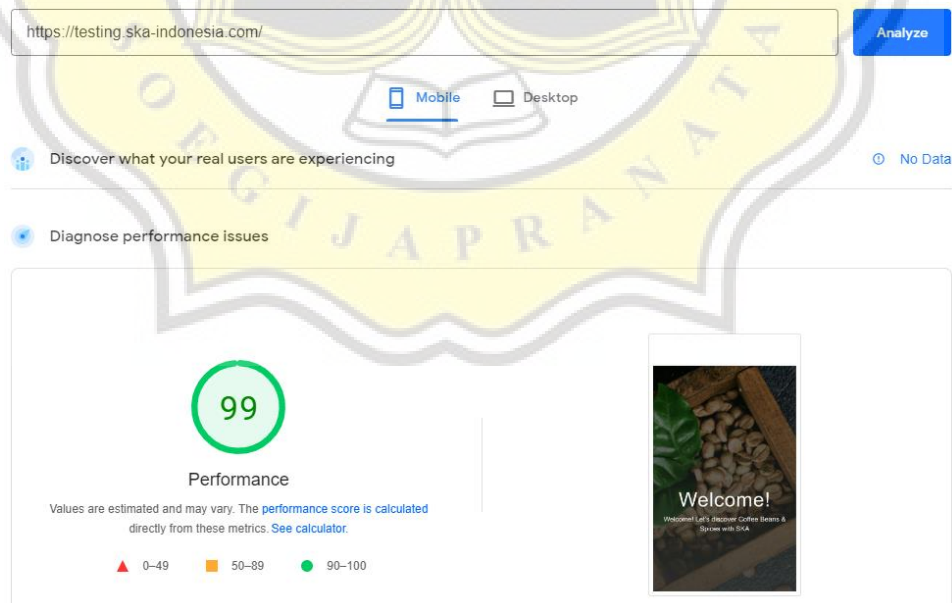 https://testing.ska-indonesia.com/
Analyze
Mobile
Desktop
SOEGIJAPRANATA
Discover what your real users are experiencing
No Data
Diagnose performance issues
99
Performance
Values are estimated and may vary. The performance score is calculated
directly from these metrics. See calculator.
0–49
50–89
90–100
Welcome!
Welcome! Let's discover Coffee Beans &
Spices with SKA